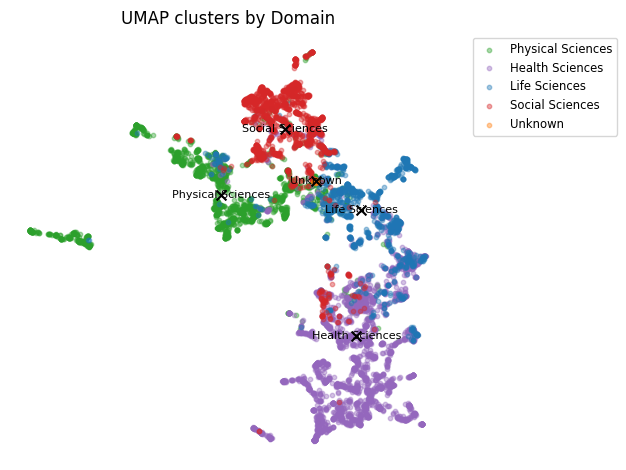 UMAP clusters by Domain
Physical Sciences
Health Sciences
Life Sciences
Social Sciences
Unknown
Social Sciences
Unknown
Physical Sciences
Life Sciences
Health Sciences